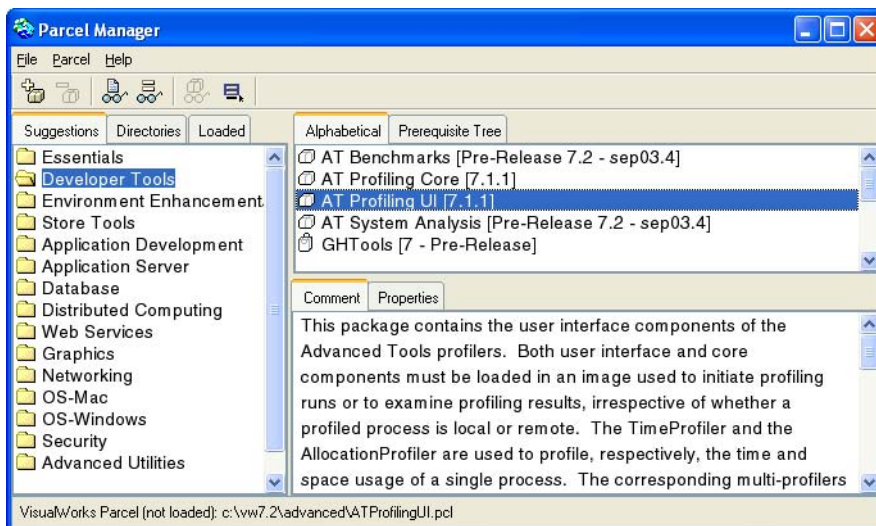 Parcel Manager
File Parcel Help
Suggestions Directories Loaded
Essentials
Developer Tools
Environment Enhancement
Store Tools
Application Development
Application Server
Database
Distributed Computing
Web Services
Graphics
Networking
OS-Mac
OS-Windows
Security
Advanced Utilities
Alphabetical Prerequisite Tree
AT Benchmarks [Pre-Release 7.2 - sep03.4]
AT Profiling Core [7.1.1]
AT Profiling UI [7.1.1]
AT System Analysis [Pre-Release 7.2 - sep03.4]
GHTools [7 - Pre-Release]
Comment Properties
This package contains the user interface components of the
Advanced Tools profilers. Both user interface and core
components must be loaded in an image used to initiate profiling
runs or to examine profiling results, irrespective of whether a
profiled process is local or remote. The TimeProfiler and the
AllocationProfiler are used to profile, respectively, the time and
space usage of a single process. The corresponding multi-profilers
VisualWorks Parcel (not loaded): c:\vw7.2\advanced\ATProfilingUI.pcl